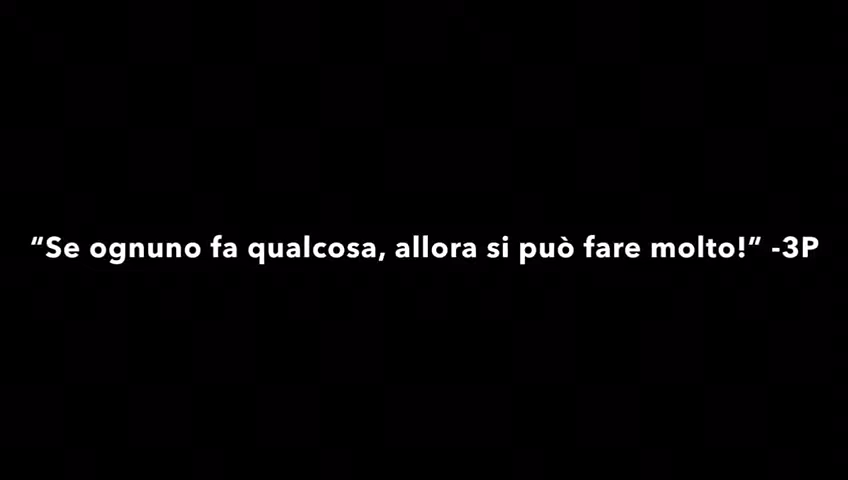 “Se ognuno fa qualcosa, allora si può fare molto!” -3P